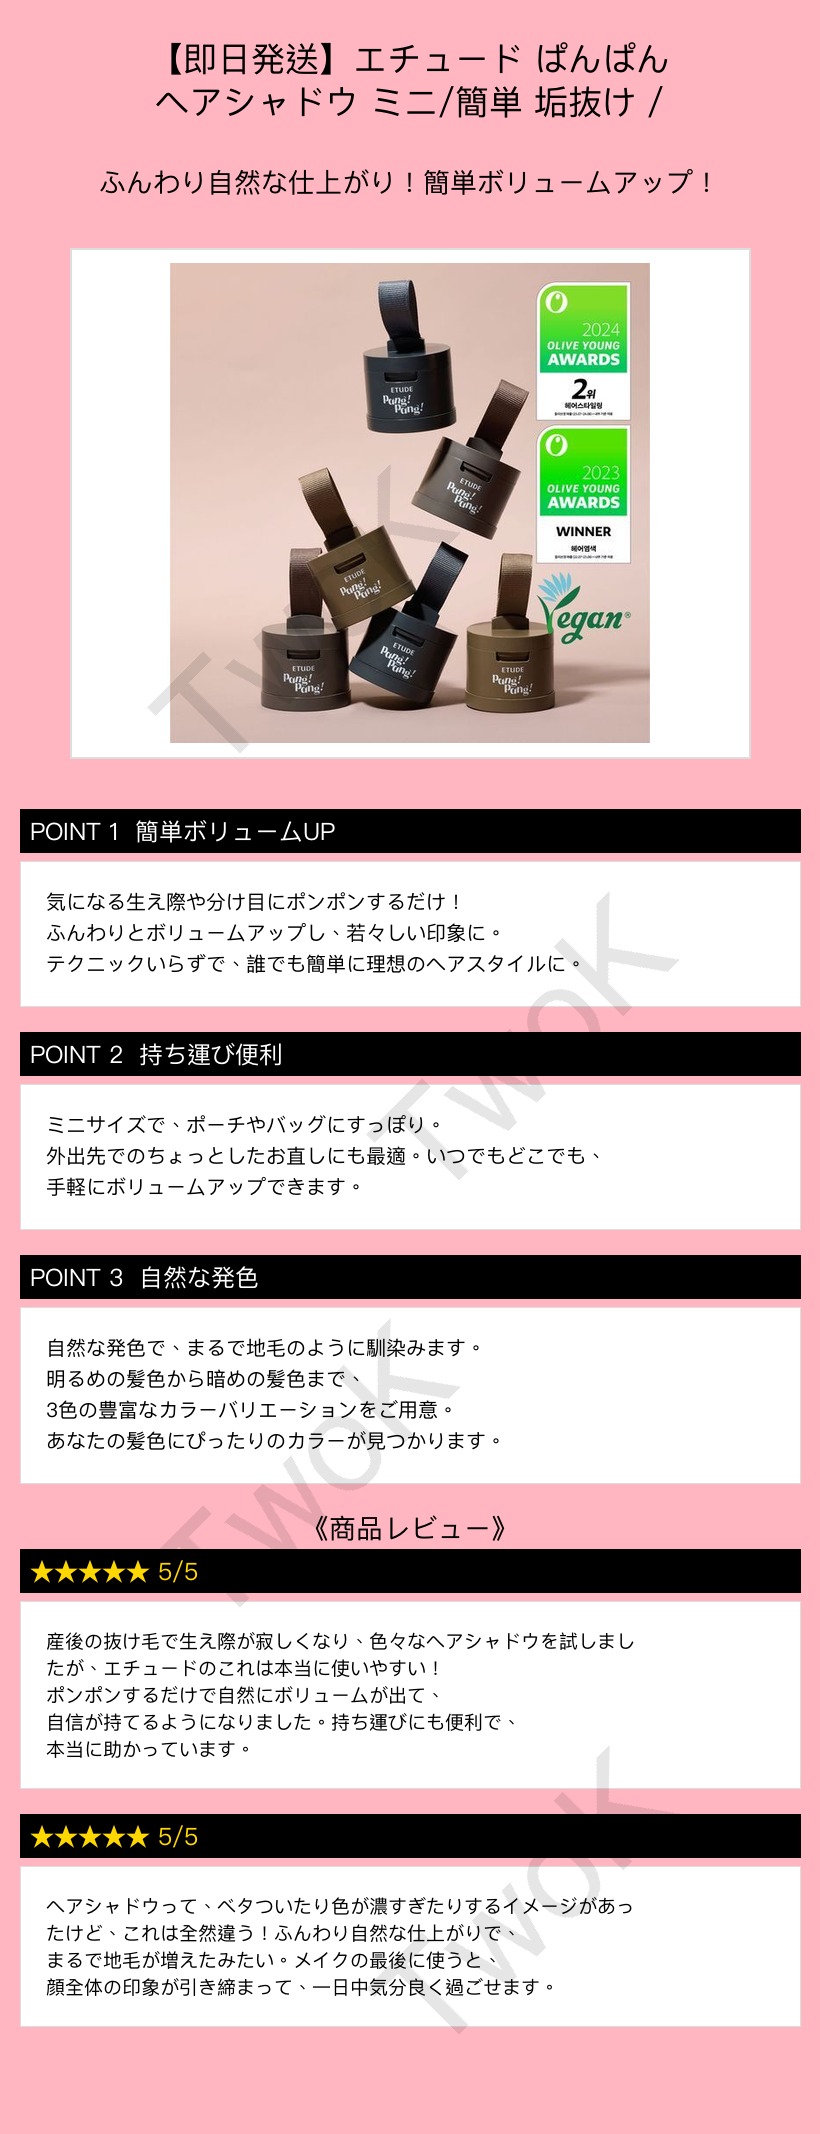 【即日発送】エチュード ぱんぱん
ヘアシャドウ ミニ/簡単 垢抜け /
ふんわり自然な仕上がり！簡単ボリュームアップ！
2024
OLIVE YOUNG
AWARDS
2위
헤어스타일링
ETUDE
Pang!
Pang!
2023
OLIVE YOUNG
AWARDS
WINNER
헤어염색
ETUDE
Pang!
Pang!
ETUDE
Pang!
Pang!
Vegan®
ETUDE
Pang!
Pang!
ETUDE
Pang!
Pang!
ETUDE
Pang!
Pang!
TwoK
POINT 1 簡単ボリュームUP
気になる生え際や分け目にポンポンするだけ！
ふんわりとボリュームアップし、若々しい印象に。
テクニックいらずで、誰でも簡単に理想のヘアスタイルに。
TwoK
POINT 2 持ち運び便利
ミニサイズで、ポーチやバッグにすっぽり。
外出先でのちょっとしたお直しにも最適。いつでもどこでも、
手軽にボリュームアップできます。
POINT 3 自然な発色
自然な発色で、まるで地毛のように馴染みます。
明るめの髪色から暗めの髪色まで、
3色の豊富なカラーバリエーションをご用意。
あなたの髪色にぴったりのカラーが見つかります。
TwoK
《商品レビュー》
★★★★★ 5/5
産後の抜け毛で生え際が寂しくなり、色々なヘアシャドウを試しまし
たが、エチュードのこれは本当に使いやすい！
ポンポンするだけで自然にボリュームが出て、
自信が持てるようになりました。持ち運びにも便利で、
本当に助かっています。
★★★★★ 5/5
ヘアシャドウって、ベタついたり色が濃すぎたりするイメージがあっ
たけど、これは全然違う！ふんわり自然な仕上がりで、
まるで地毛が増えたみたい。メイクの最後に使うと、
顔全体の印象が引き締まって、一日中気分良く過ごせます。
TwoK